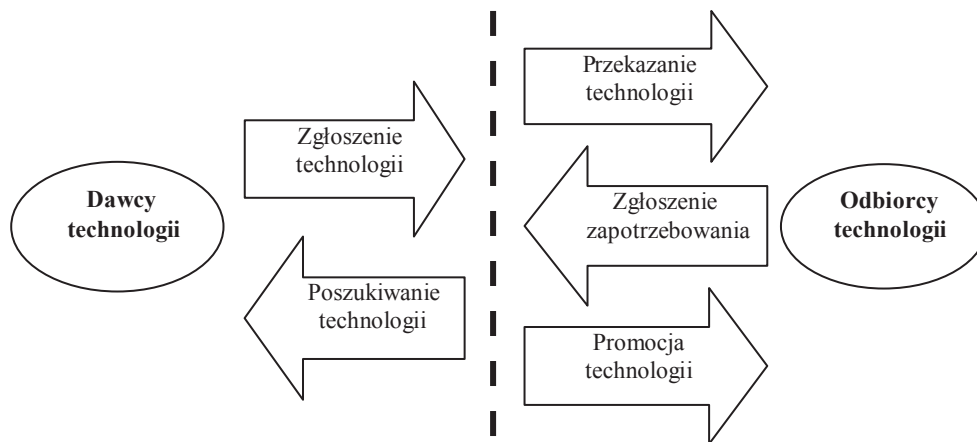 Dawcy
technologii
Zgłoszenie
technologii
Poszukiwanie
technologii
Przekazanie
technologii
Zgłoszenie
zapotrzebowania
Promocja
technologii
Odbiorcy
technologii